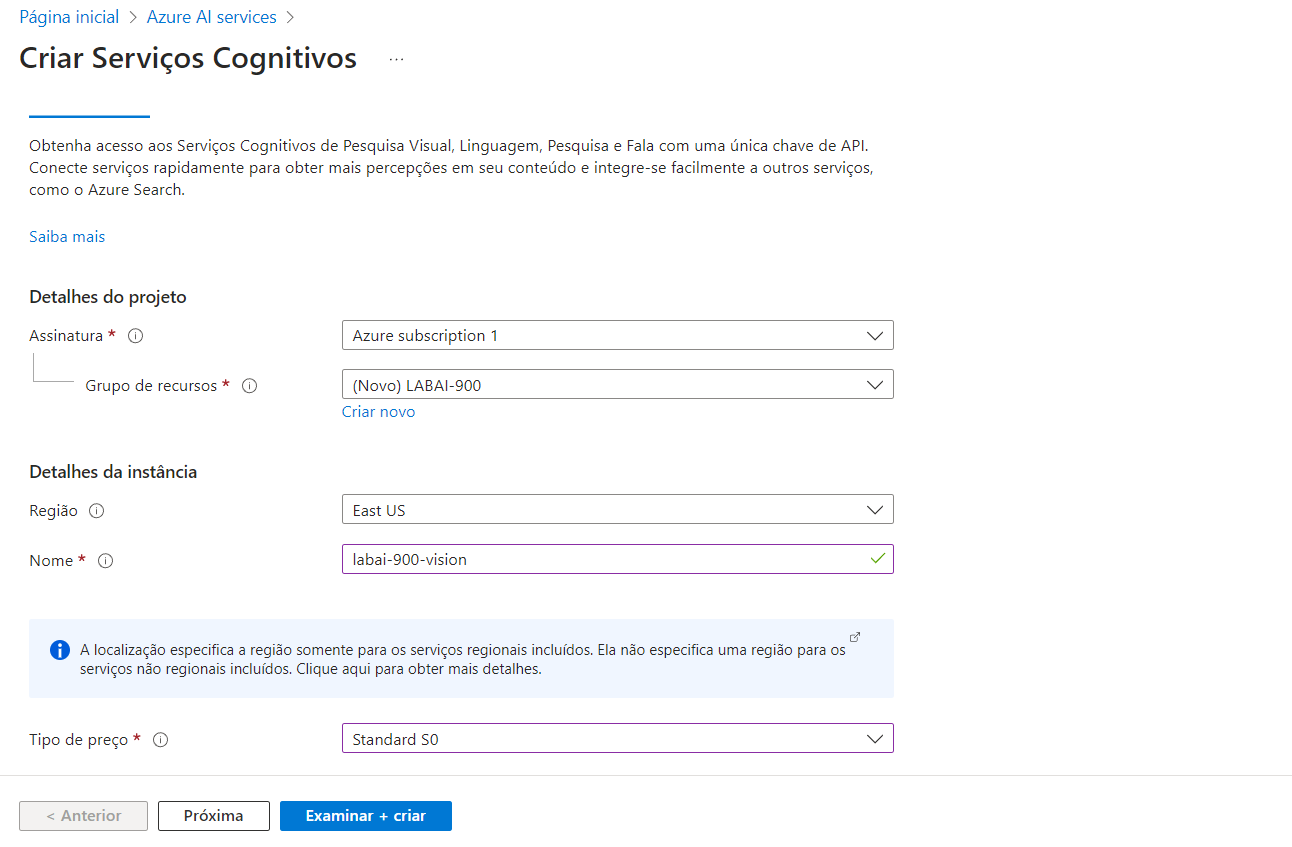 Página inicial > Azure AI services >
Criar Serviços Cognitivos ...
Obtenha acesso aos Serviços Cognitivos de Pesquisa Visual, Linguagem, Pesquisa e Fala com uma única chave de API.
Conecte serviços rapidamente para obter mais percepções em seu conteúdo e integre-se facilmente a outros serviços,
como o Azure Search.
Saiba mais
Detalhes do projeto
Assinatura * Azure subscription 1
Grupo de recursos * (Novo) LABAI-900
Criar novo
Detalhes da instância
Região East US
Nome * labai-900-vision
A localização especifica a região somente para os serviços regionais incluídos. Ela não especifica uma região para os
serviços não regionais incluídos. Clique aqui para obter mais detalhes.
Tipo de preço * Standard S0
< Anterior Próxima Examinar + criar